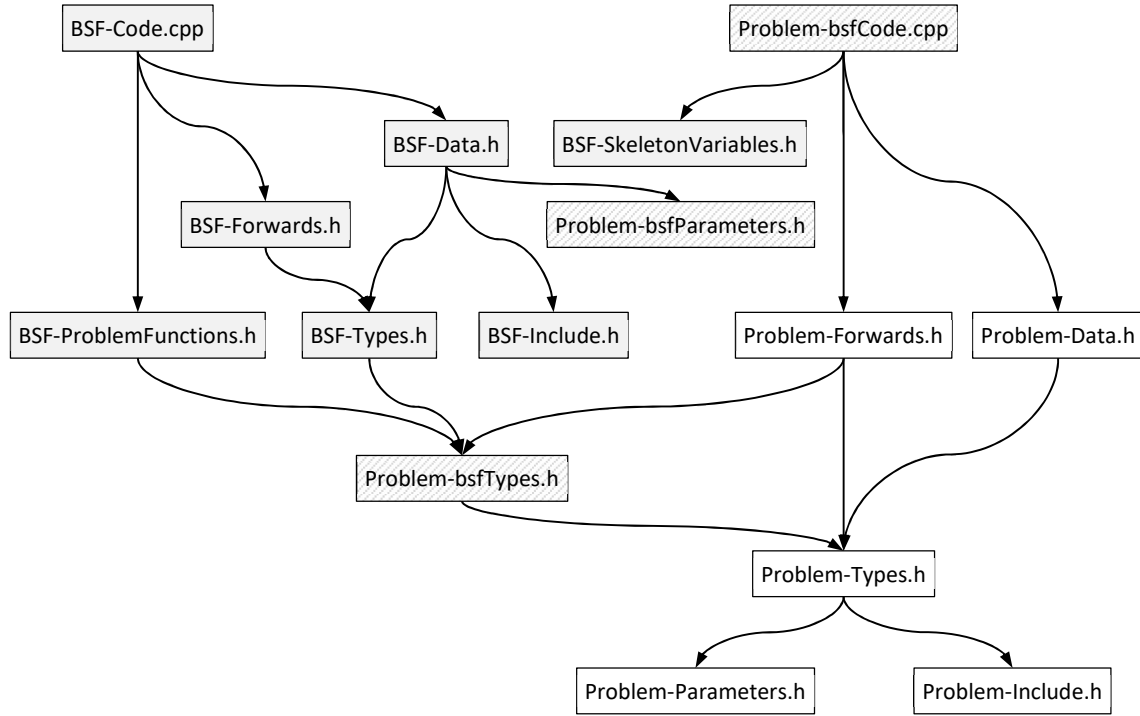 BSF-Code.cpp
Problem-bsfCode.cpp
BSF-Data.h
BSF-SkeletonVariables.h
BSF-Forwards.h
Problem-bsfParameters.h
BSF-ProblemFunctions.h
BSF-Types.h
BSF-Include.h
Problem-Forwards.h
Problem-Data.h
Problem-bsfTypes.h
Problem-Types.h
Problem-Parameters.h
Problem-Include.h